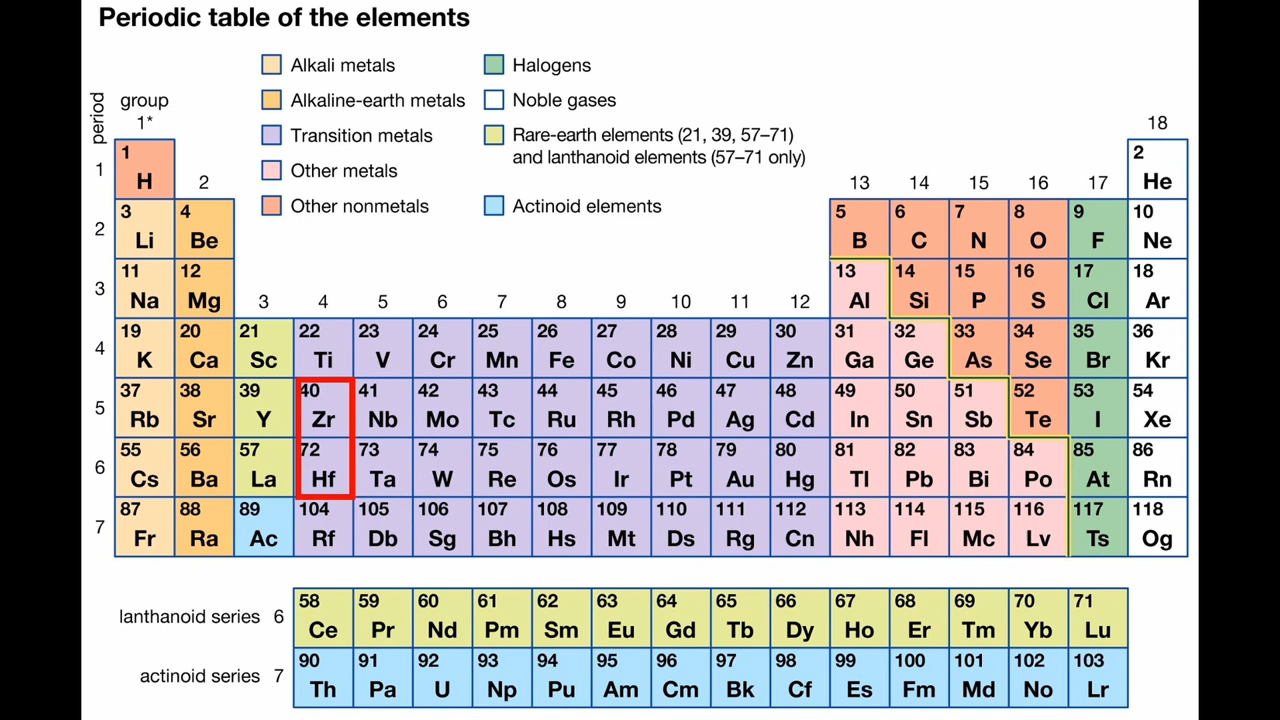 Periodic table of the elements
Alkali metals
Alkaline-earth metals
Transition metals
Other metals
Other nonmetals
Halogens
Noble gases
Rare-earth elements (21, 39, 57–71)
and lanthanoid elements (57–71 only)
Actinoid elements
period
group
1* 2 3 4 5 6 7 8 9 10 11 12 13 14 15 16 17 18
1 1 H 2 He
2 3 Li 4 Be 5 B 6 C 7 N 8 O 9 F 10 Ne
3 11 Na 12 Mg 13 Al 14 Si 15 P 16 S 17 Cl 18 Ar
4 19 K 20 Ca 21 Sc 22 Ti 23 V 24 Cr 25 Mn 26 Fe 27 Co 28 Ni 29 Cu 30 Zn 31 Ga 32 Ge 33 As 34 Se 35 Br 36 Kr
5 37 Rb 38 Sr 39 Y 40 Zr 41 Nb 42 Mo 43 Tc 44 Ru 45 Rh 46 Pd 47 Ag 48 Cd 49 In 50 Sn 51 Sb 52 Te 53 I 54 Xe
6 55 Cs 56 Ba 57 La 72 Hf 73 Ta 74 W 75 Re 76 Os 77 Ir 78 Pt 79 Au 80 Hg 81 Tl 82 Pb 83 Bi 84 Po 85 At 86 Rn
7 87 Fr 88 Ra 89 Ac 104 Rf 105 Db 106 Sg 107 Bh 108 Hs 109 Mt 110 Ds 111 Rg 112 Cn 113 Nh 114 Fl 115 Mc 116 Lv 117 Ts 118 Og
lanthanoid series 6 58 Ce 59 Pr 60 Nd 61 Pm 62 Sm 63 Eu 64 Gd 65 Tb 66 Dy 67 Ho 68 Er 69 Tm 70 Yb 71 Lu
actinoid series 7 90 Th 91 Pa 92 U 93 Np 94 Pu 95 Am 96 Cm 97 Bk 98 Cf 99 Es 100 Fm 101 Md 102 No 103 Lr